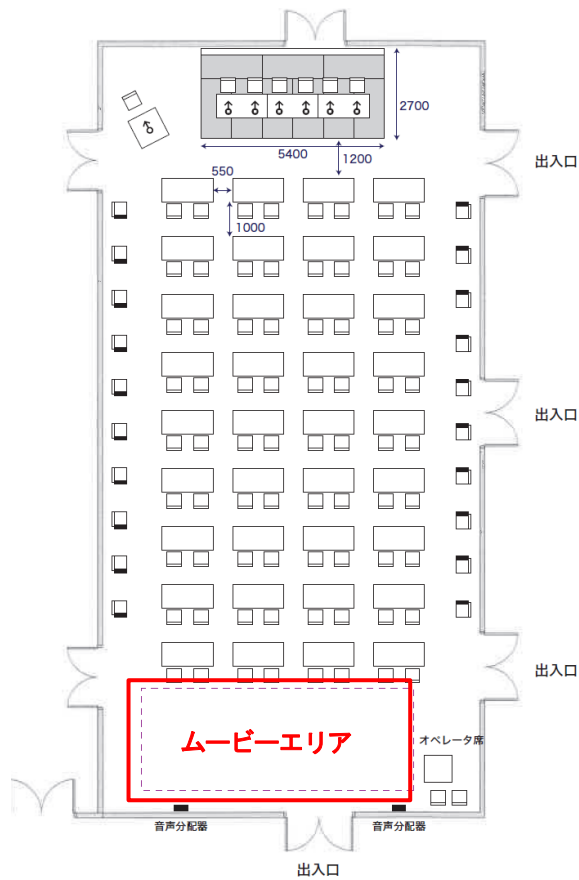 2700
5400
1200
出入口
550
1000
出入口
出入口
ムービーエリア
オペレータ席
音声分配器
音声分配器
出入口